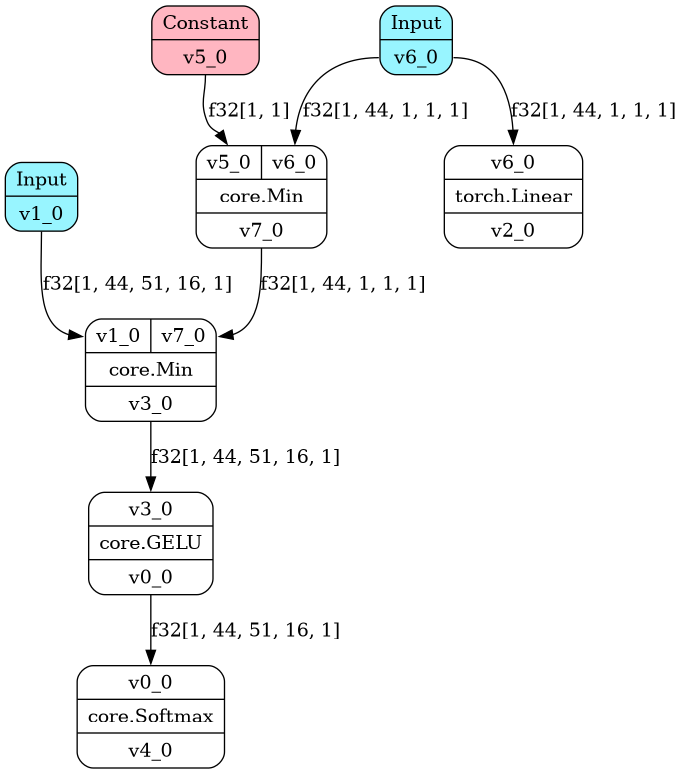 Constant
v5_0
Input
v6_0
f32[1, 1]
f32[1, 44, 1, 1, 1]
f32[1, 44, 1, 1, 1]
v5_0 v6_0
core.Min
v7_0
v6_0
torch.Linear
v2_0
Input
v1_0
f32[1, 44, 51, 16, 1]
f32[1, 44, 1, 1, 1]
v1_0 v7_0
core.Min
v3_0
f32[1, 44, 51, 16, 1]
v3_0
core.GELU
v0_0
f32[1, 44, 51, 16, 1]
v0_0
core.Softmax
v4_0